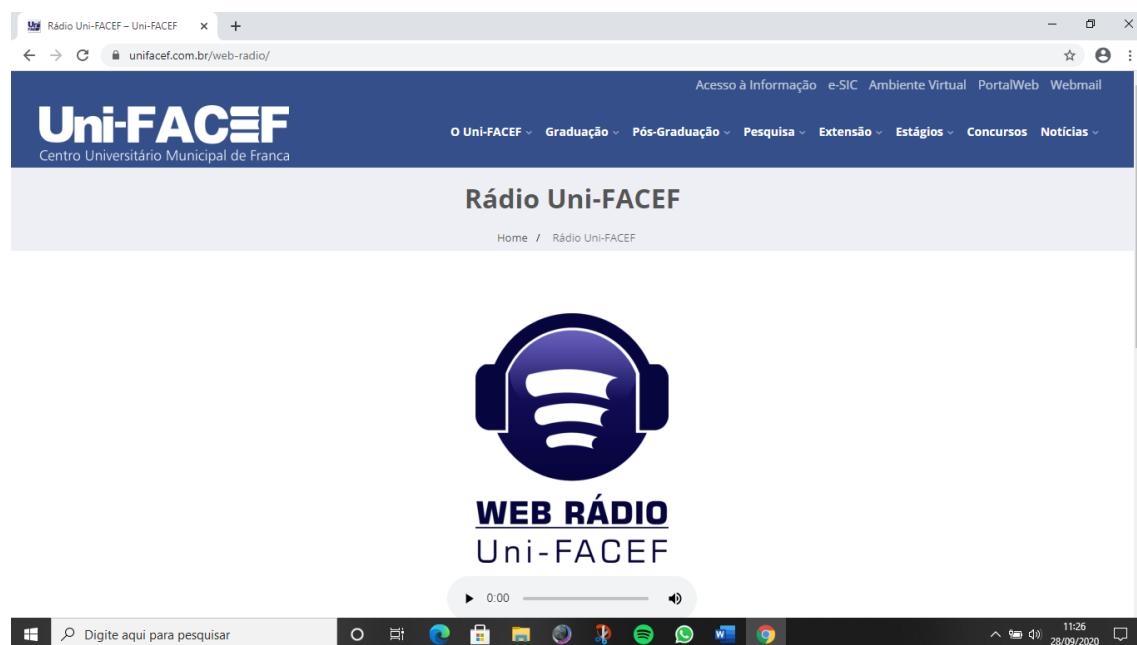 Rádio Uni-FACEF – Uni-FACEF
unifacef.com.br/web-radio/
Acesso à Informação e-SIC Ambiente Virtual PortalWeb Webmail
Uni-FACEF
Centro Universitário Municipal de Franca
O Uni-FACEF Graduação Pós-Graduação Pesquisa Extensão Estágios Concursos Notícias
Rádio Uni-FACEF
Home / Rádio Uni-FACEF
WEB RÁDIO
Uni-FACEF
0:00
Digite aqui para pesquisar
11:26
28/09/2020